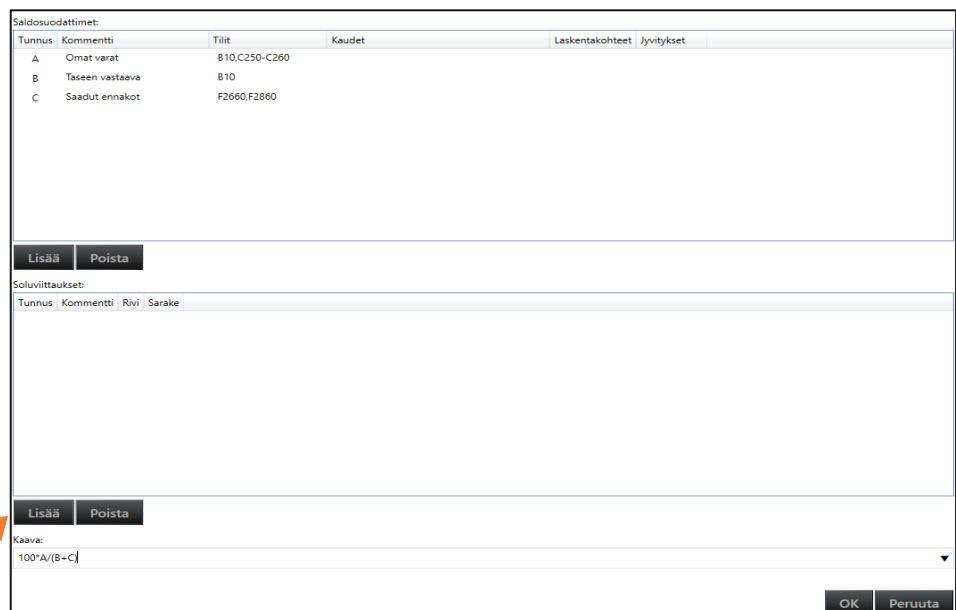 Saldosuodattimet:
Tunnus Kommentti Tilit Kaudet Laskentakohteet Jyvitykset
A Omat varat B10,C250-C260
B Taseen vastaava B10
C Saadut ennakot F2660,F2860
Lisää Poista
Soluviittaukset:
Tunnus Kommentti Rivi Sarake
Lisää Poista
Kaava:
100*A/(B+C)
OK Peruuta